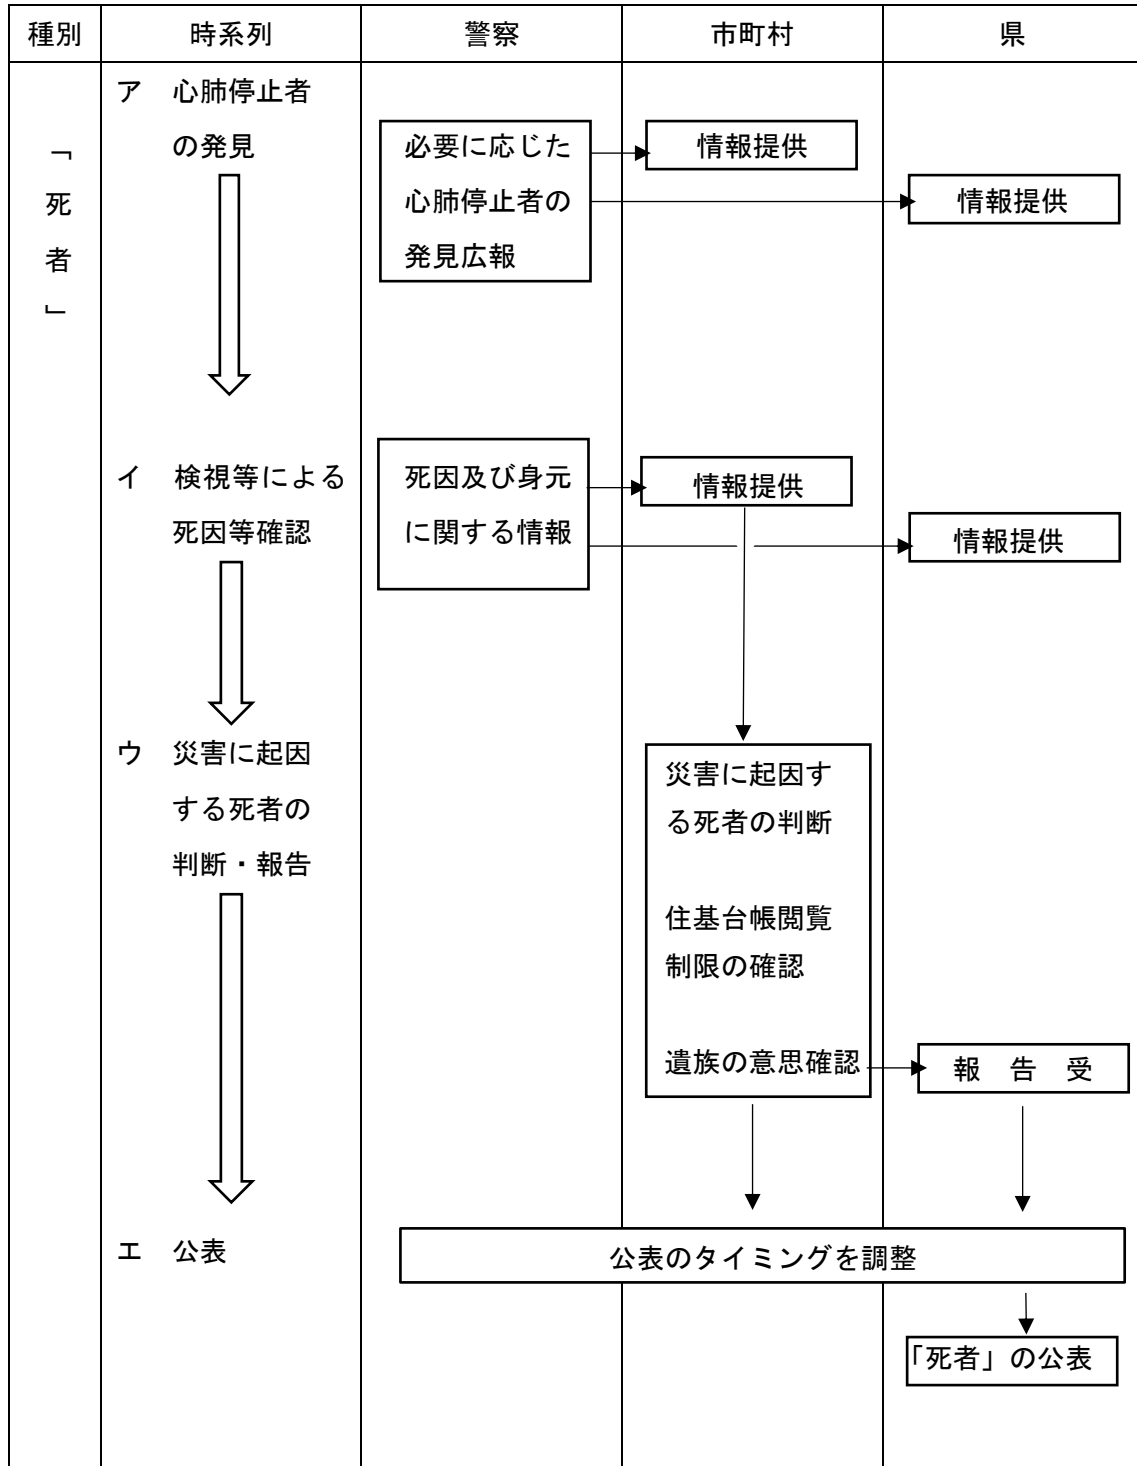 種別 時系列 警察 市町村 県
「死者」
ア 心肺停止者
の発見
必要に応じた
心肺停止者の
発見広報
情報提供
情報提供
イ 検視等による
死因等確認
死因及び身元
に関する情報
情報提供
情報提供
ウ 災害に起因
する死者の
判断・報告
災害に起因す
る死者の判断
住基台帳閲覧
制限の確認
遺族の意思確認
報 告 受
エ 公表
公表のタイミングを調整
「死者」の公表